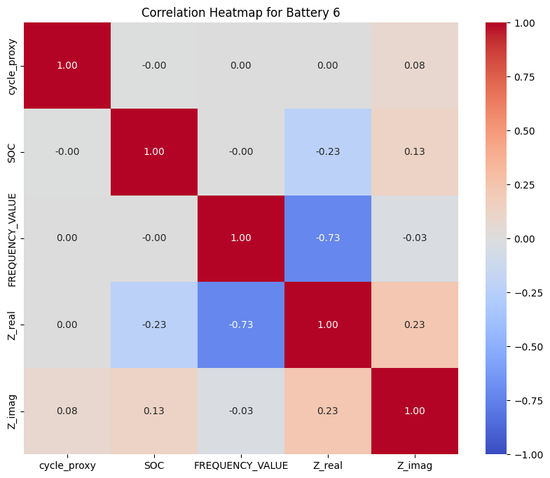 Correlation Heatmap for Battery 6
cycle_proxy 1.00 -0.00 0.00 0.00 0.08
SOC -0.00 1.00 -0.00 -0.23 0.13
FREQUENCY_VALUE 0.00 -0.00 1.00 -0.73 -0.03
Z_real 0.00 -0.23 -0.73 1.00 0.23
Z_imag 0.08 0.13 -0.03 0.23 1.00
cycle_proxy SOC FREQUENCY_VALUE Z_real Z_imag
1.00
0.75
0.50
0.25
0.00
−0.25
−0.50
−0.75
−1.00